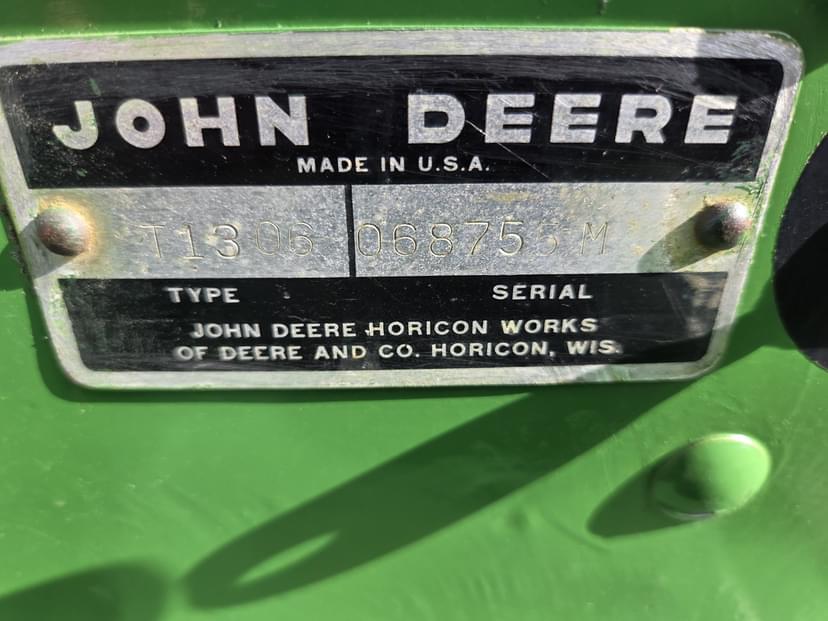 JOHN DEERE
MADE IN U.S.A.
T1306 068755M
TYPE SERIAL
JOHN DEERE HORICON WORKS
OF DEERE AND CO. HORICON, WIS.